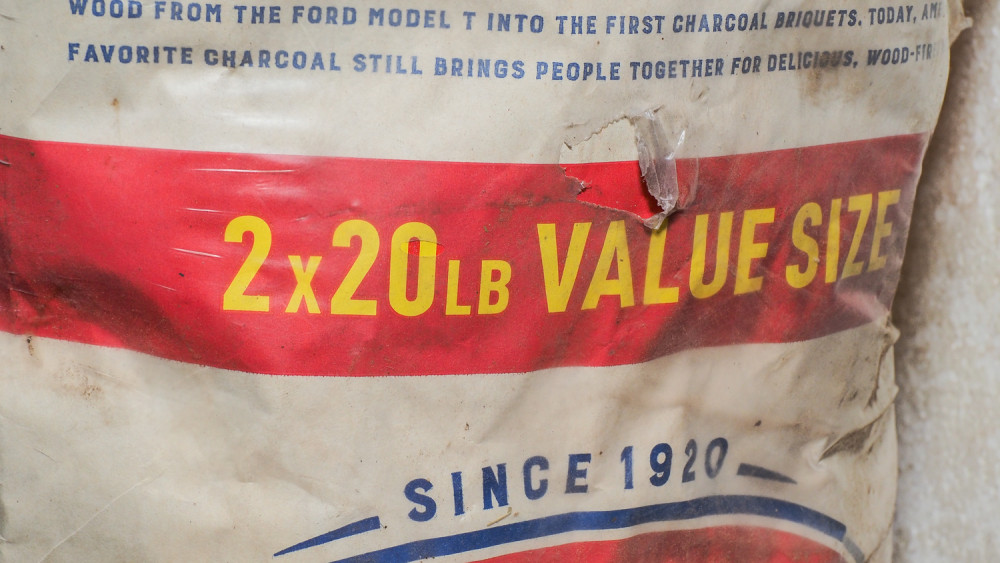 WOOD FROM THE FORD MODEL T INTO THE FIRST CHARCOAL BRIQUETS. TODAY,
FAVORITE CHARCOAL STILL BRINGS PEOPLE TOGETHER FOR DELICIOUS,
2x20LB VALUE SIZE
SINCE 1920